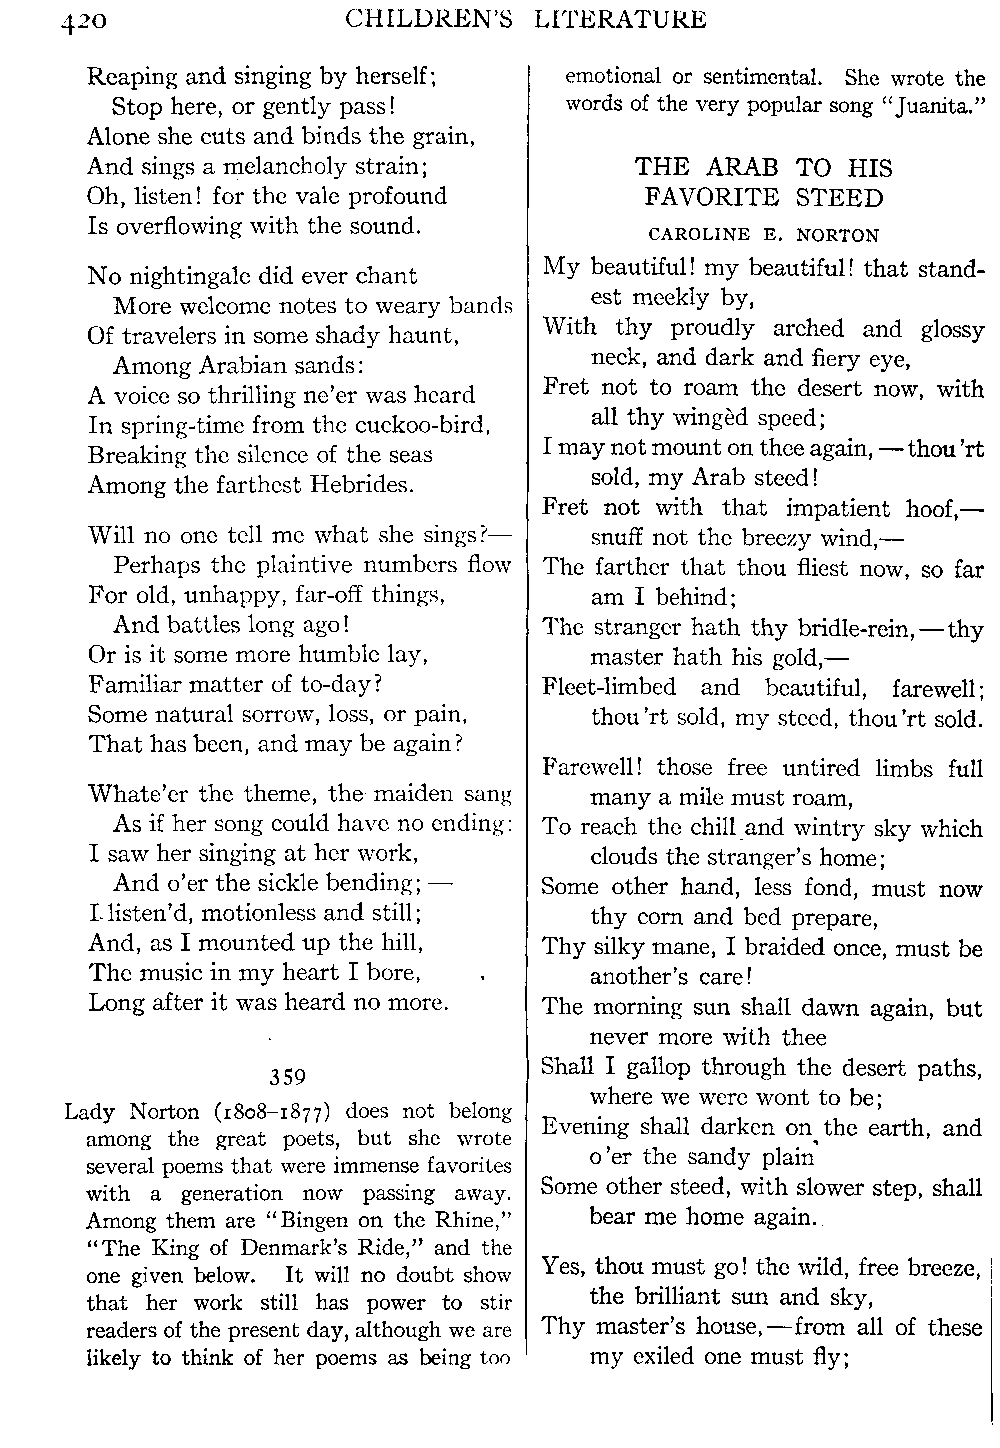 420 CHILDREN'S LITERATURE
Reaping and singing by herself;
Stop here, or gently pass!
Alone she cuts and binds the grain,
And sings a melancholy strain;
Oh, listen! for the vale profound
Is overflowing with the sound.
No nightingale did ever chant
More welcome notes to weary bands
Of travelers in some shady haunt,
Among Arabian sands:
A voice so thrilling ne'er was heard
In spring-time from the cuckoo-bird,
Breaking the silence of the seas
Among the farthest Hebrides.
Will no one tell me what she sings?—
Perhaps the plaintive numbers flow
For old, unhappy, far-off things,
And battles long ago!
Or is it some more humble lay,
Familiar matter of to-day?
Some natural sorrow, loss, or pain,
That has been, and may be again?
Whate'er the theme, the maiden sang
As if her song could have no ending:
I saw her singing at her work,
And o'er the sickle bending; —
I listen'd, motionless and still;
And, as I mounted up the hill,
The music in my heart I bore,
Long after it was heard no more.
359
Lady Norton (1808–1877) does not belong
among the great poets, but she wrote
several poems that were immense favorites
with a generation now passing away.
Among them are "Bingen on the Rhine,"
"The King of Denmark's Ride," and the
one given below. It will no doubt show
that her work still has power to stir
readers of the present day, although we are
likely to think of her poems as being too
emotional or sentimental. She wrote the
words of the very popular song "Juanita."
THE ARAB TO HIS
FAVORITE STEED
CAROLINE E. NORTON
My beautiful! my beautiful! that stand-
est meekly by,
With thy proudly arched and glossy
neck, and dark and fiery eye,
Fret not to roam the desert now, with
all thy wingèd speed;
I may not mount on thee again,—thou 'rt
sold, my Arab steed!
Fret not with that impatient hoof,—
snuff not the breezy wind,—
The farther that thou fliest now, so far
am I behind;
The stranger hath thy bridle-rein,—thy
master hath his gold,—
Fleet-limbed and beautiful, farewell;
thou 'rt sold, my steed, thou 'rt sold.
Farewell! those free untired limbs full
many a mile must roam,
To reach the chill and wintry sky which
clouds the stranger's home;
Some other hand, less fond, must now
thy corn and bed prepare,
Thy silky mane, I braided once, must be
another's care!
The morning sun shall dawn again, but
never more with thee
Shall I gallop through the desert paths,
where we were wont to be;
Evening shall darken on the earth, and
o'er the sandy plain
Some other steed, with slower step, shall
bear me home again.
Yes, thou must go! the wild, free breeze,
the brilliant sun and sky,
Thy master's house,—from all of these
my exiled one must fly;